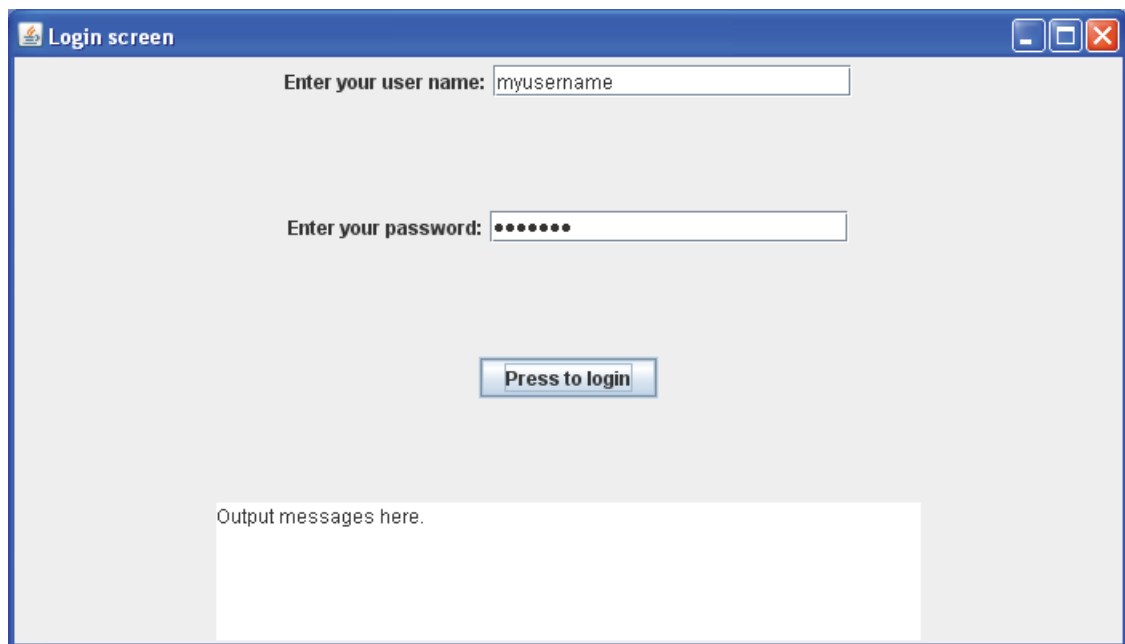 Login screen
Enter your user name: myusername
Enter your password: •••••••
Press to login
Output messages here.